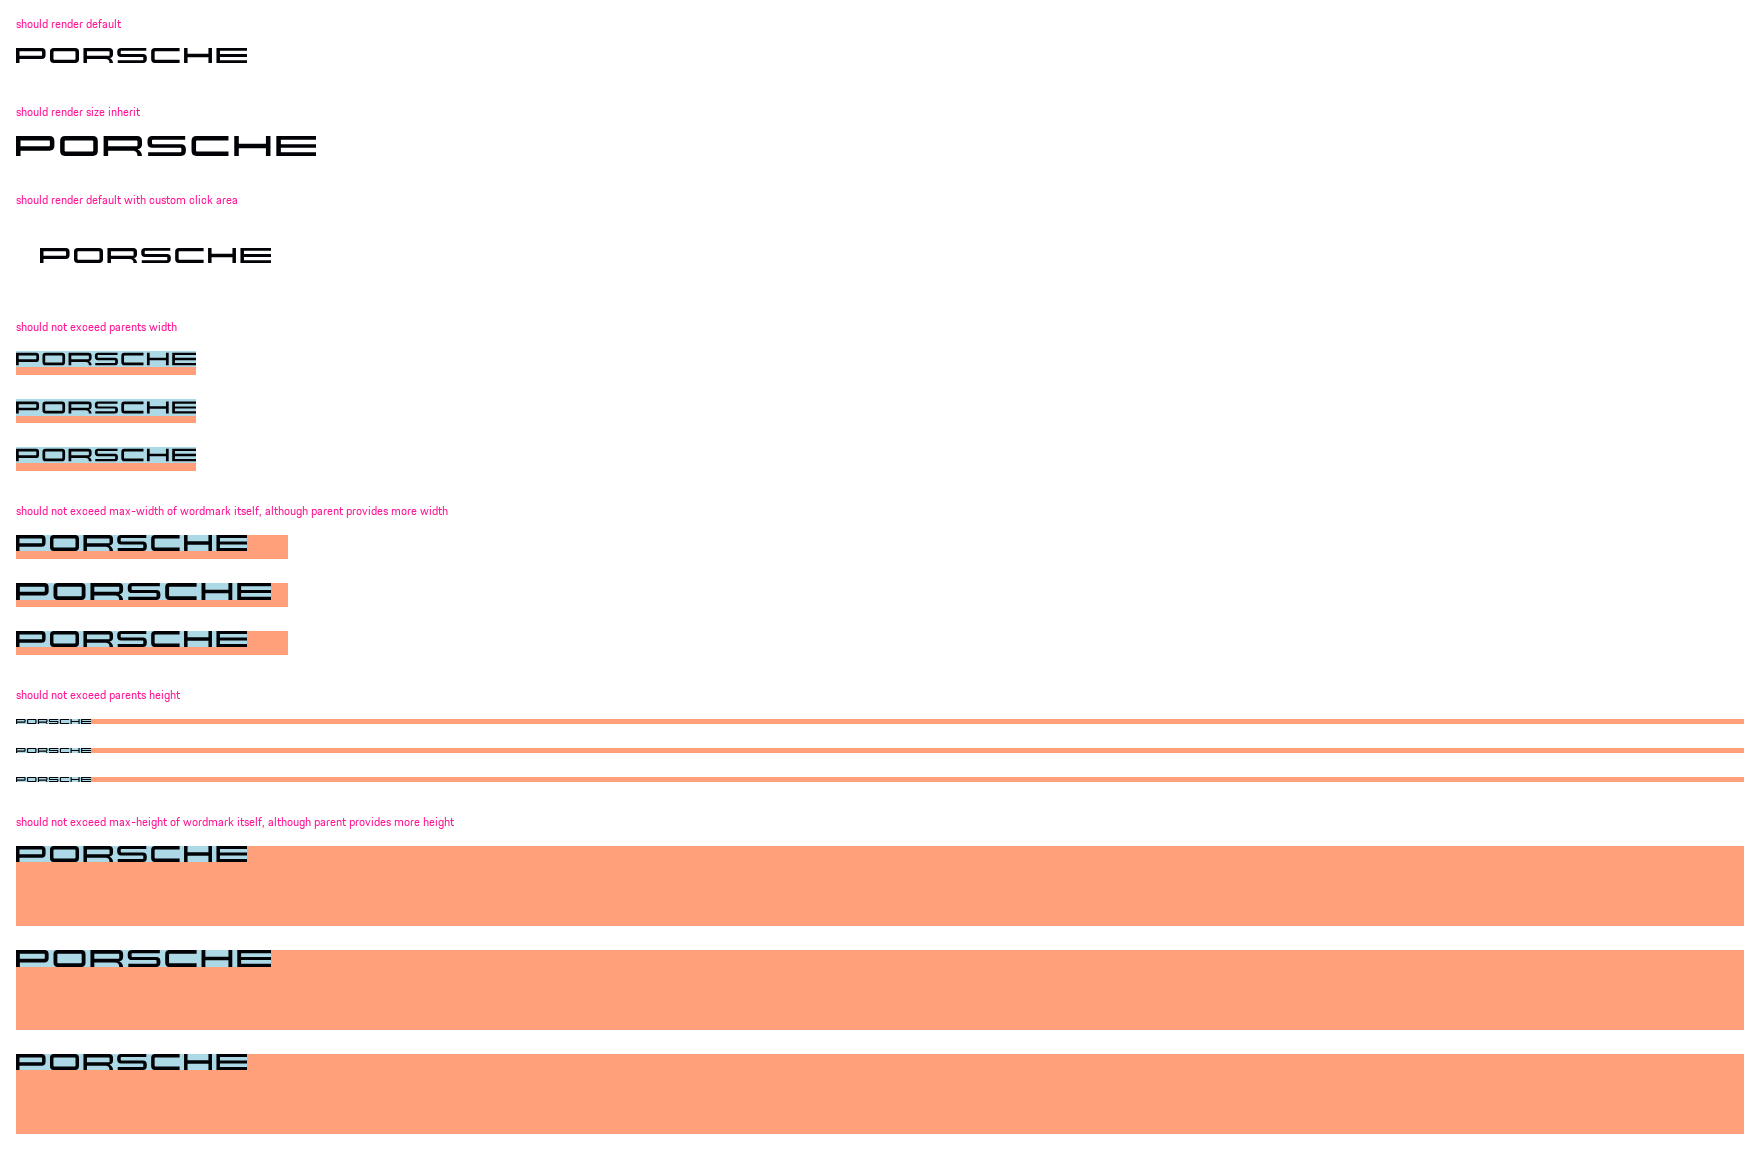 should render default
PORSCHE
should render size inherit
PORSCHE
should render default with custom click area
PORSCHE
should not exceed parents width
PORSCHE
PORSCHE
PORSCHE
should not exceed max-width of wordmark itself, although parent provides more width
PORSCHE
PORSCHE
PORSCHE
should not exceed parents height
PORSCHE
PORSCHE
PORSCHE
should not exceed max-height of wordmark itself, although parent provides more height
PORSCHE
PORSCHE
PORSCHE